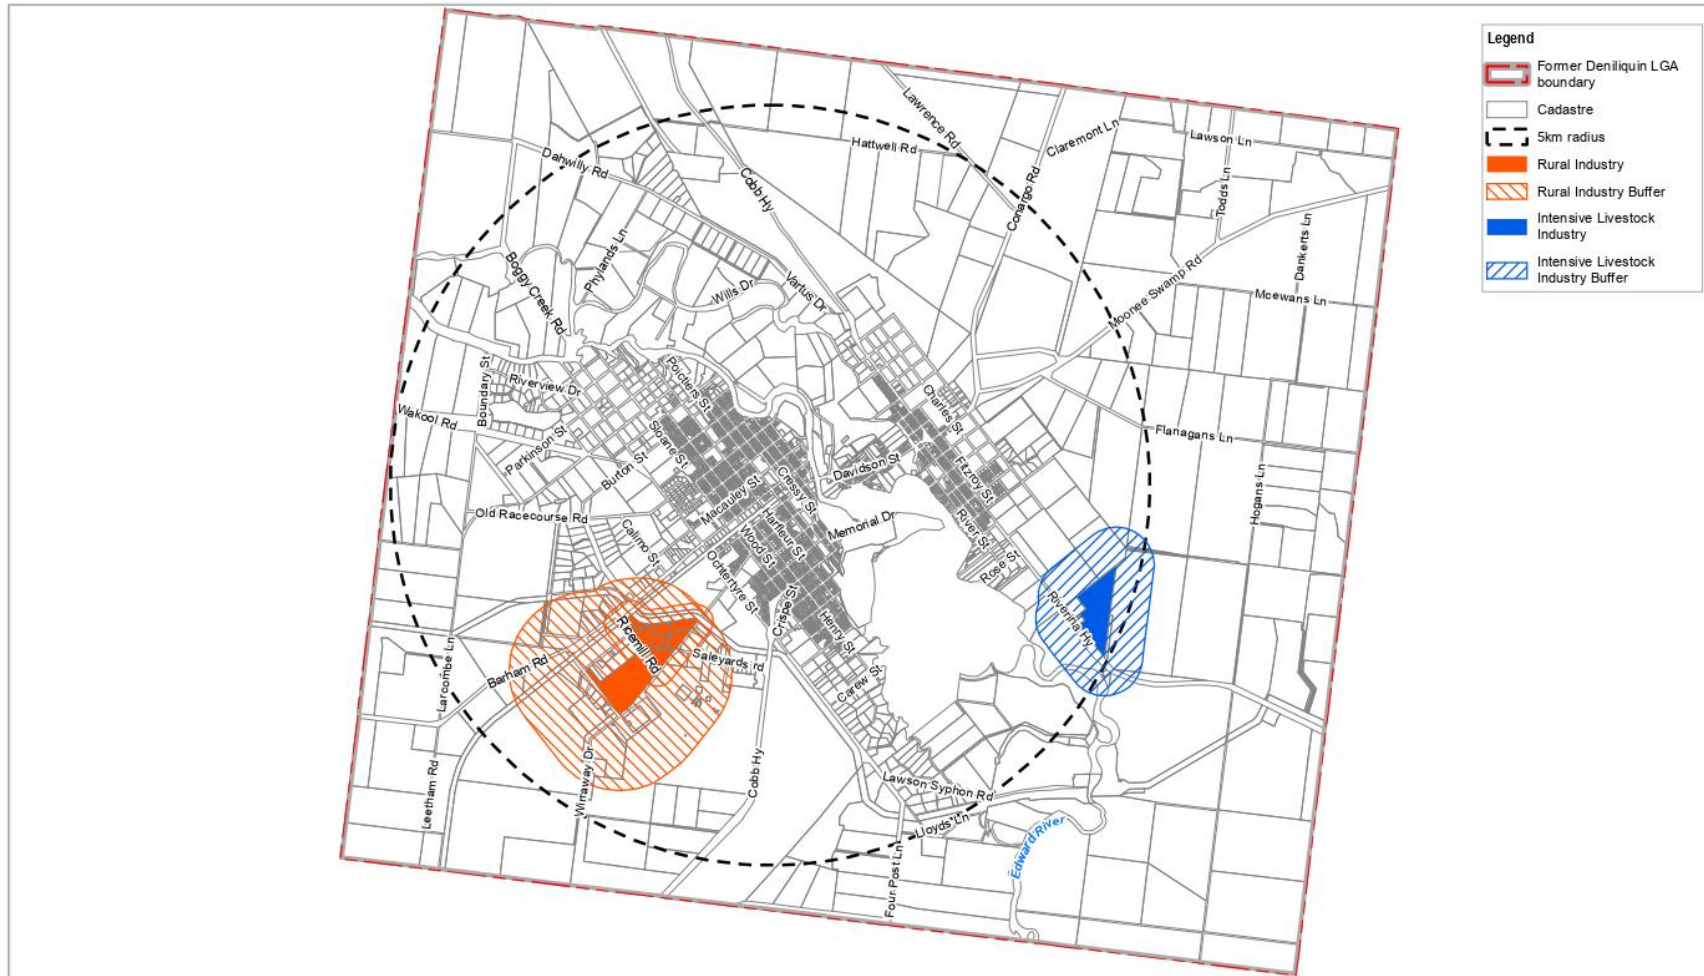 Legend
Former Deniliquin LGA
boundary
Cadastre
5km radius
Rural Industry
Rural Industry Buffer
Intensive Livestock
Industry
Intensive Livestock
Industry Buffer
Lawrence Rd
Hattwell Rd
Claremont Ln
Lawson Ln
Dahwilly Rd
Cobb Hy
Conargo Rd
Todds Ln
Dankerts Ln
Phylands Ln
Boggy Creek Rd
Wills Dr
Vartus Dr
Moonee Swamp Rd
Mcewans Ln
Boundary St
Riverview Dr
Poictiers St
Charles St
Wakool Rd
Parkinson St
Sloane St
Burton St
Flanagans Ln
Davidson St
Cressy St
Fitzroy St
Hogans Ln
Macauley St
Old Racecourse Rd
Calimo St
Harfleur St
Wood St
Memorial Dr
River St
Rose St
Ochtertyre St
Crispe St
Henry St
Riverina Hy
Ricemill Rd
Saleyards rd
Barham Rd
Larcombe Ln
Carew St
Wirraway Dr
Cobb Hy
Leetham Rd
Lawson Syphon Rd
Lloyds Ln
Four Post Ln
Edward River